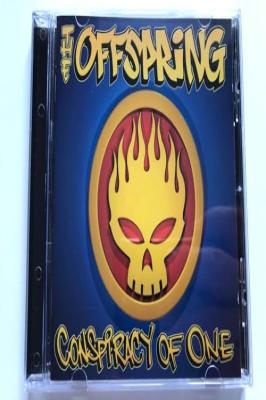 THE OFFSPRING
CONSPIRACY OF ONE